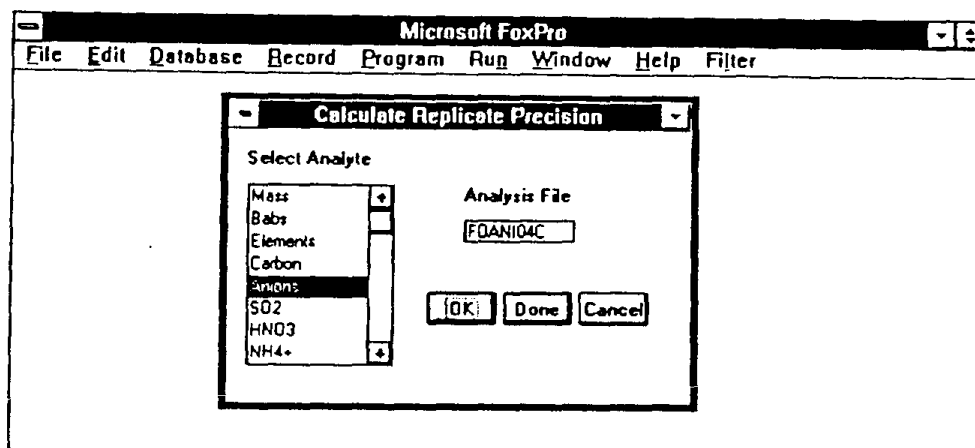 Microsoft FoxPro
File Edit Database Record Program Run Window Help Filter
Calculate Replicate Precision
Select Analyte
Analysis File
Mass
Babs
Elements
Carbon
Anions
SO2
HNO3
NH4+
FOANI04C
OK Done Cancel